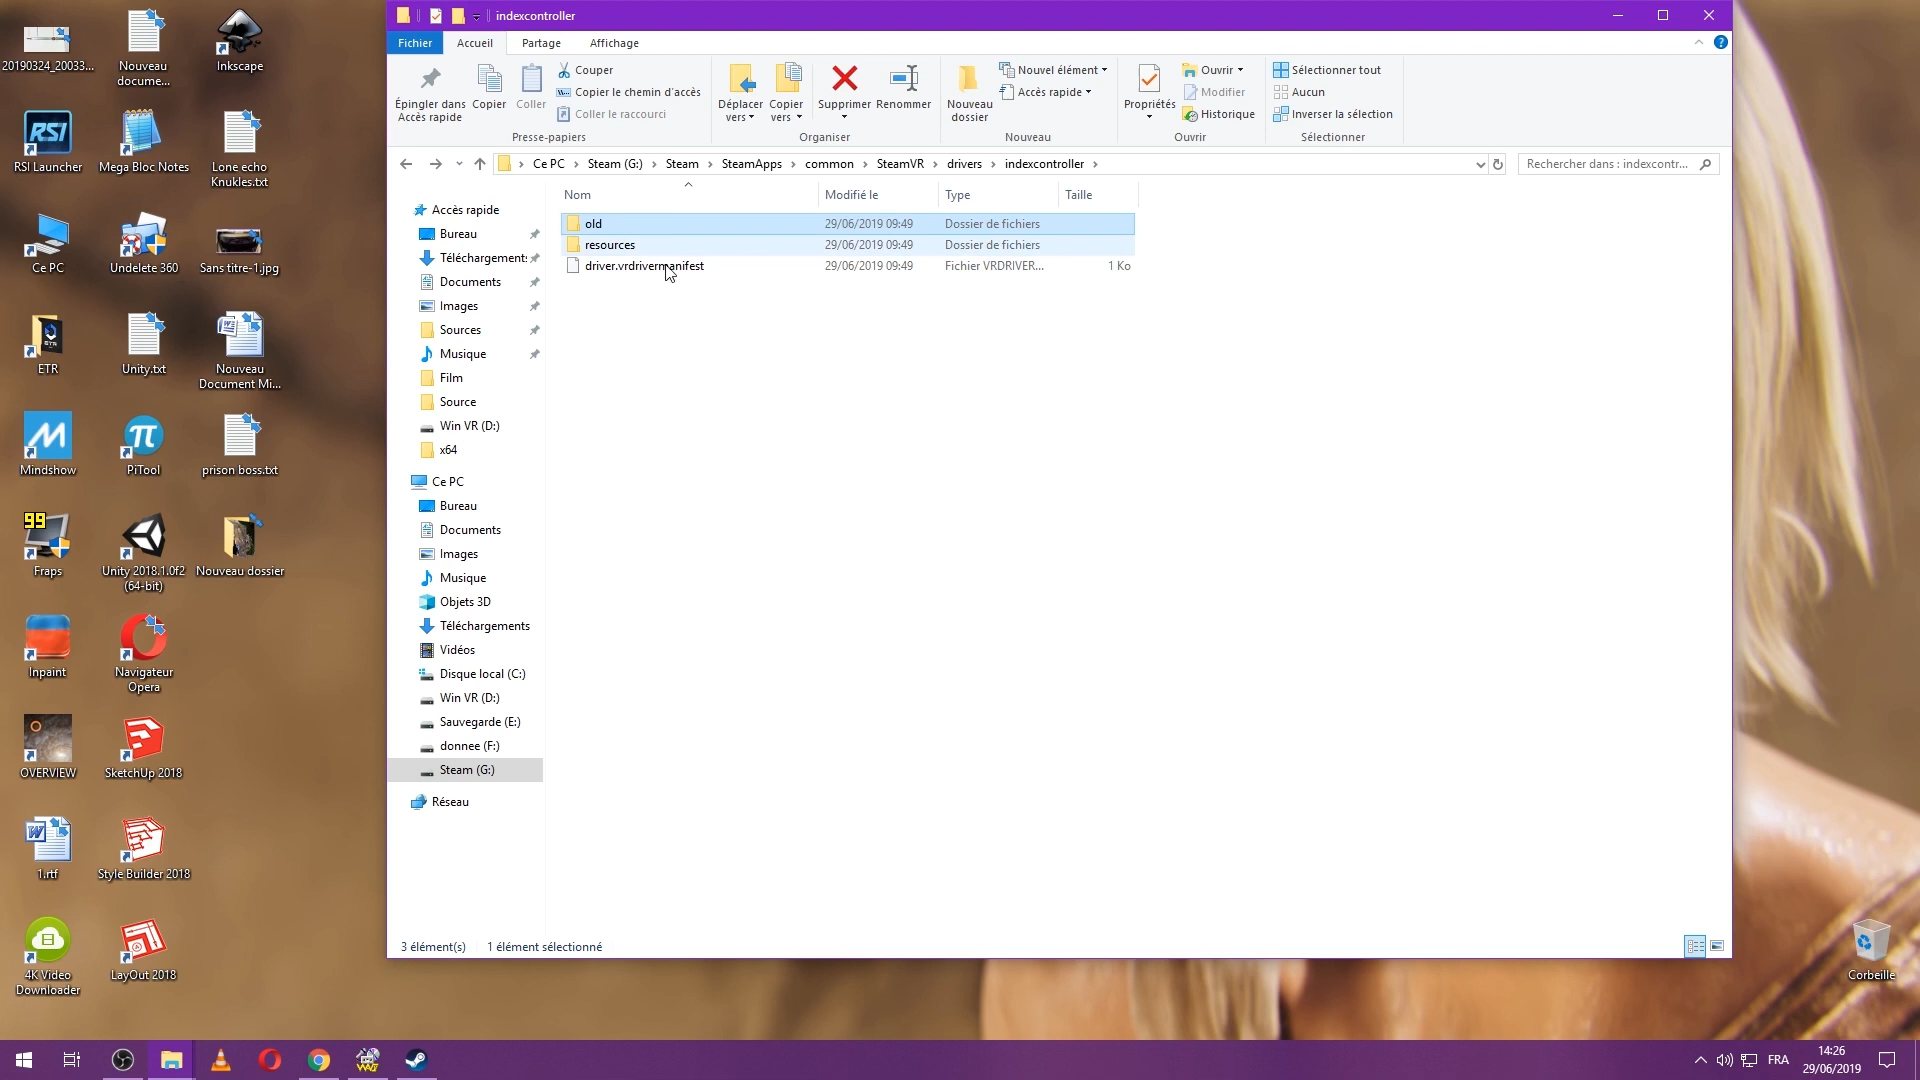 indexcontroller
Fichier
Accueil
Partage
Affichage
Épingler dans
Accès rapide
Copier
Coller
Couper
Copier le chemin d'accès
Coller le raccourci
Presse-papiers
Déplacer
vers
Copier
vers
Supprimer
Renommer
Organiser
Nouveau
dossier
Nouvel élément
Accès rapide
Nouveau
Propriétés
Ouvrir
Modifier
Historique
Ouvrir
Sélectionner tout
Aucun
Inverser la sélection
Sélectionner
Ce PC
Steam (G:)
Steam
SteamApps
common
SteamVR
drivers
indexcontroller
Rechercher dans : indexcontr...
Nom
Modifié le
Type
Taille
old
29/06/2019 09:49
Dossier de fichiers
resources
29/06/2019 09:49
Dossier de fichiers
driver.vrdrivermanifest
29/06/2019 09:49
Fichier VRDRIVER...
1 Ko
Accès rapide
Bureau
Téléchargements
Documents
Images
Sources
Musique
Film
Source
Win VR (D:)
x64
Ce PC
Bureau
Documents
Images
Musique
Objets 3D
Téléchargements
Vidéos
Disque local (C:)
Win VR (D:)
Sauvegarde (E:)
donnee (F:)
Steam (G:)
Réseau
3 élément(s)
1 élément sélectionné
20190324_20033...
Nouveau
docume...
Inkscape
RSI
RSI Launcher
Mega Bloc Notes
Lone echo
Knukles.txt
Ce PC
Undelete 360
Sans titre-1.jpg
ETR
Unity.txt
Nouveau
Document Mi...
Mindshow
PiTool
prison boss.txt
99
Fraps
Unity 2018.1.0f2
(64-bit)
Nouveau dossier
Inpaint
Navigateur
Opera
OVERVIEW
SketchUp 2018
1.rtf
Style Builder 2018
4K Video
Downloader
LayOut 2018
Corbeille
FRA
14:26
29/06/2019